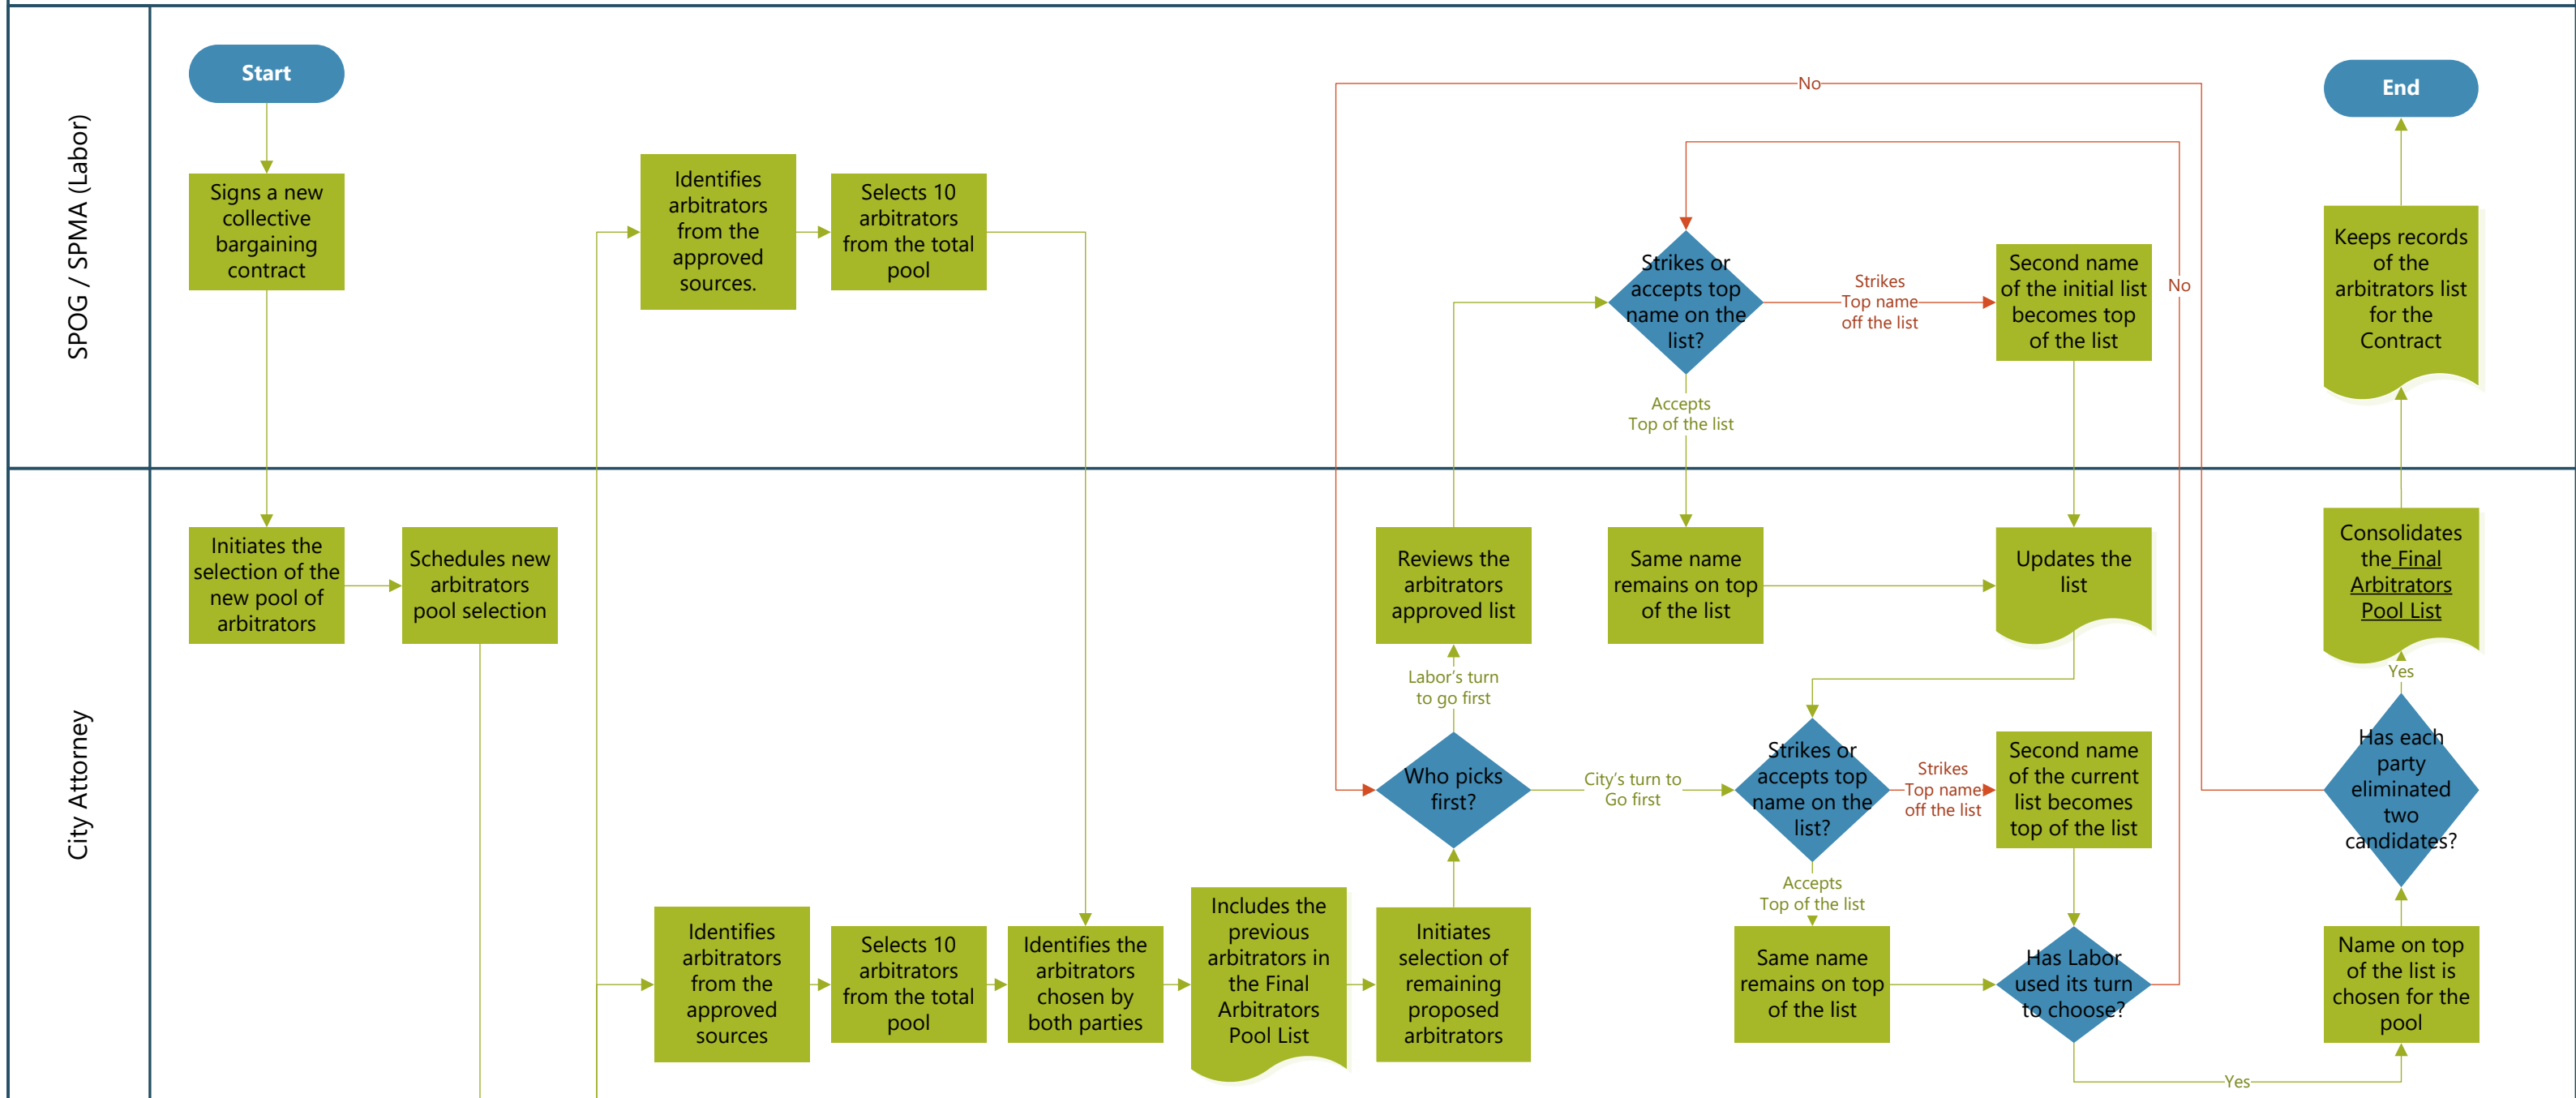 SPOG / SPMA (Labor)
Start
Signs a new
collective
bargaining
contract
Identifies
arbitrators
from the
approved
sources.
Selects 10
arbitrators
from the total
pool
No
Strikes or
accepts top
name on the
list?
Strikes
Top name
off the list
Second name
of the initial list
becomes top
of the list
No
Accepts
Top of the list
End
Keeps records
of the
arbitrators list
for the
Contract
City Attorney
Initiates the
selection of the
new pool of
arbitrators
Schedules new
arbitrators
pool selection
Identifies
arbitrators
from the
approved
sources
Selects 10
arbitrators
from the total
pool
Identifies the
arbitrators
chosen by
both parties
Includes the
previous
arbitrators in
the Final
Arbitrators
Pool List
Initiates
selection of
remaining
proposed
arbitrators
Who picks
first?
Labor's turn
to go first
Reviews the
arbitrators
approved list
City's turn to
Go first
Same name
remains on top
of the list
Updates the
list
Strikes or
accepts top
name on the
list?
Strikes
Top name
off the list
Second name
of the current
list becomes
top of the list
Accepts
Top of the list
Same name
remains on top
of the list
Has Labor
used its turn
to choose?
Yes
Name on top
of the list is
chosen for the
pool
Has each
party
eliminated
two
candidates?
Yes
Consolidates
the Final
Arbitrators
Pool List